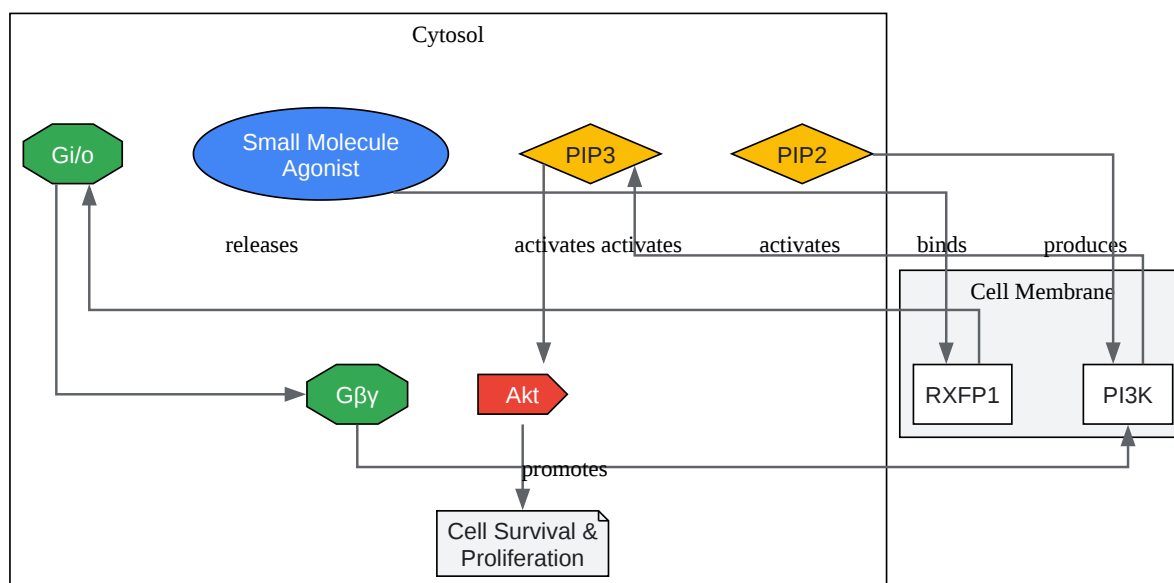 Cytosol
Gi/o
Small Molecule
Agonist
PIP3
PIP2
releases
activates
activates
activates
binds
produces
Cell Membrane
Gβγ
Akt
RXFP1
PI3K
promotes
Cell Survival &
Proliferation